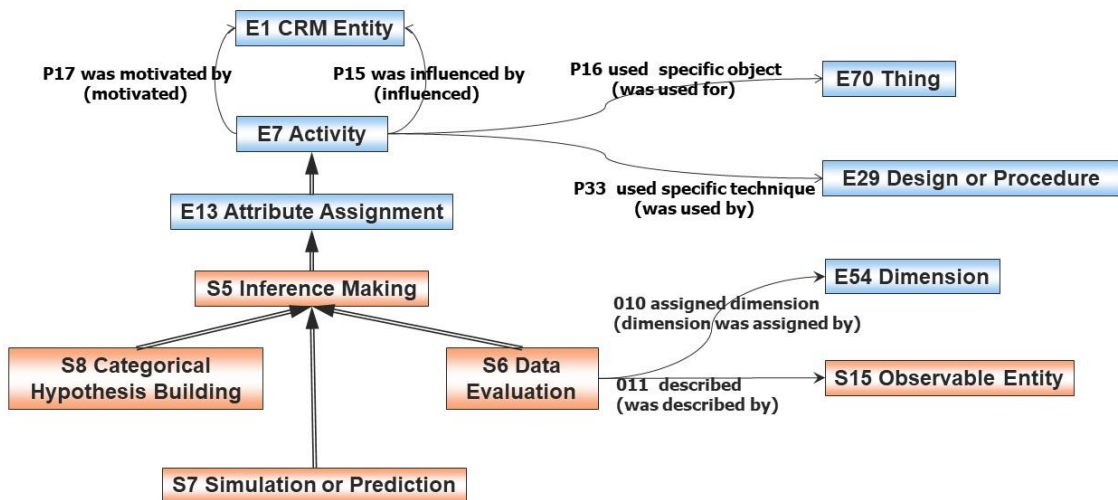 E1 CRM Entity
P17 was motivated by
(motivated)
P15 was influenced by
(influenced)
P16 used  specific object
(was used for)
E70 Thing
E7 Activity
P33  used specific technique
(was used by)
E29 Design or Procedure
E13 Attribute Assignment
S5 Inference Making
E54 Dimension
010 assigned dimension
(dimension was assigned by)
S8 Categorical
Hypothesis Building
S6 Data
Evaluation
011  described
(was described by)
S15 Observable Entity
S7 Simulation or Prediction